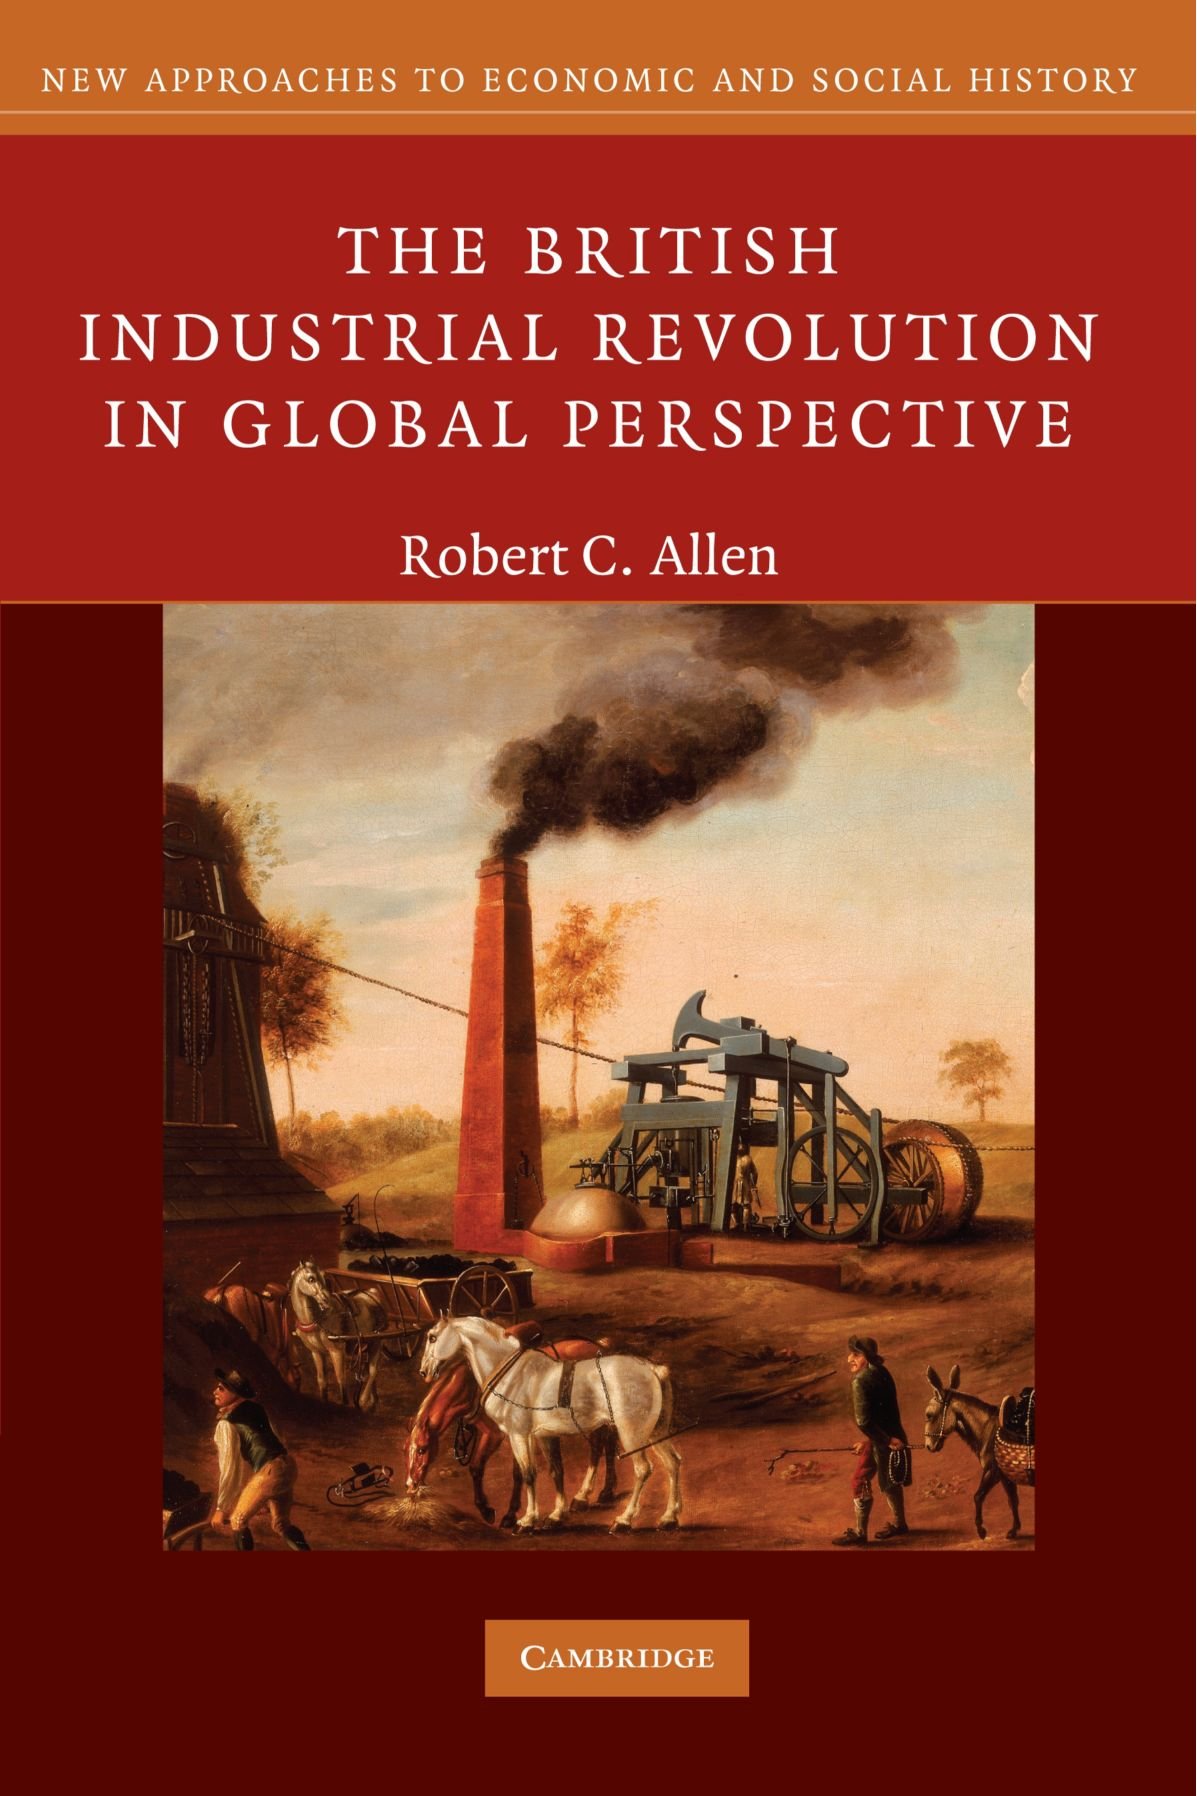 NEW APPROACHES TO ECONOMIC AND SOCIAL HISTORY
THE BRITISH
INDUSTRIAL REVOLUTION
IN GLOBAL PERSPECTIVE
Robert C. Allen
CAMBRIDGE